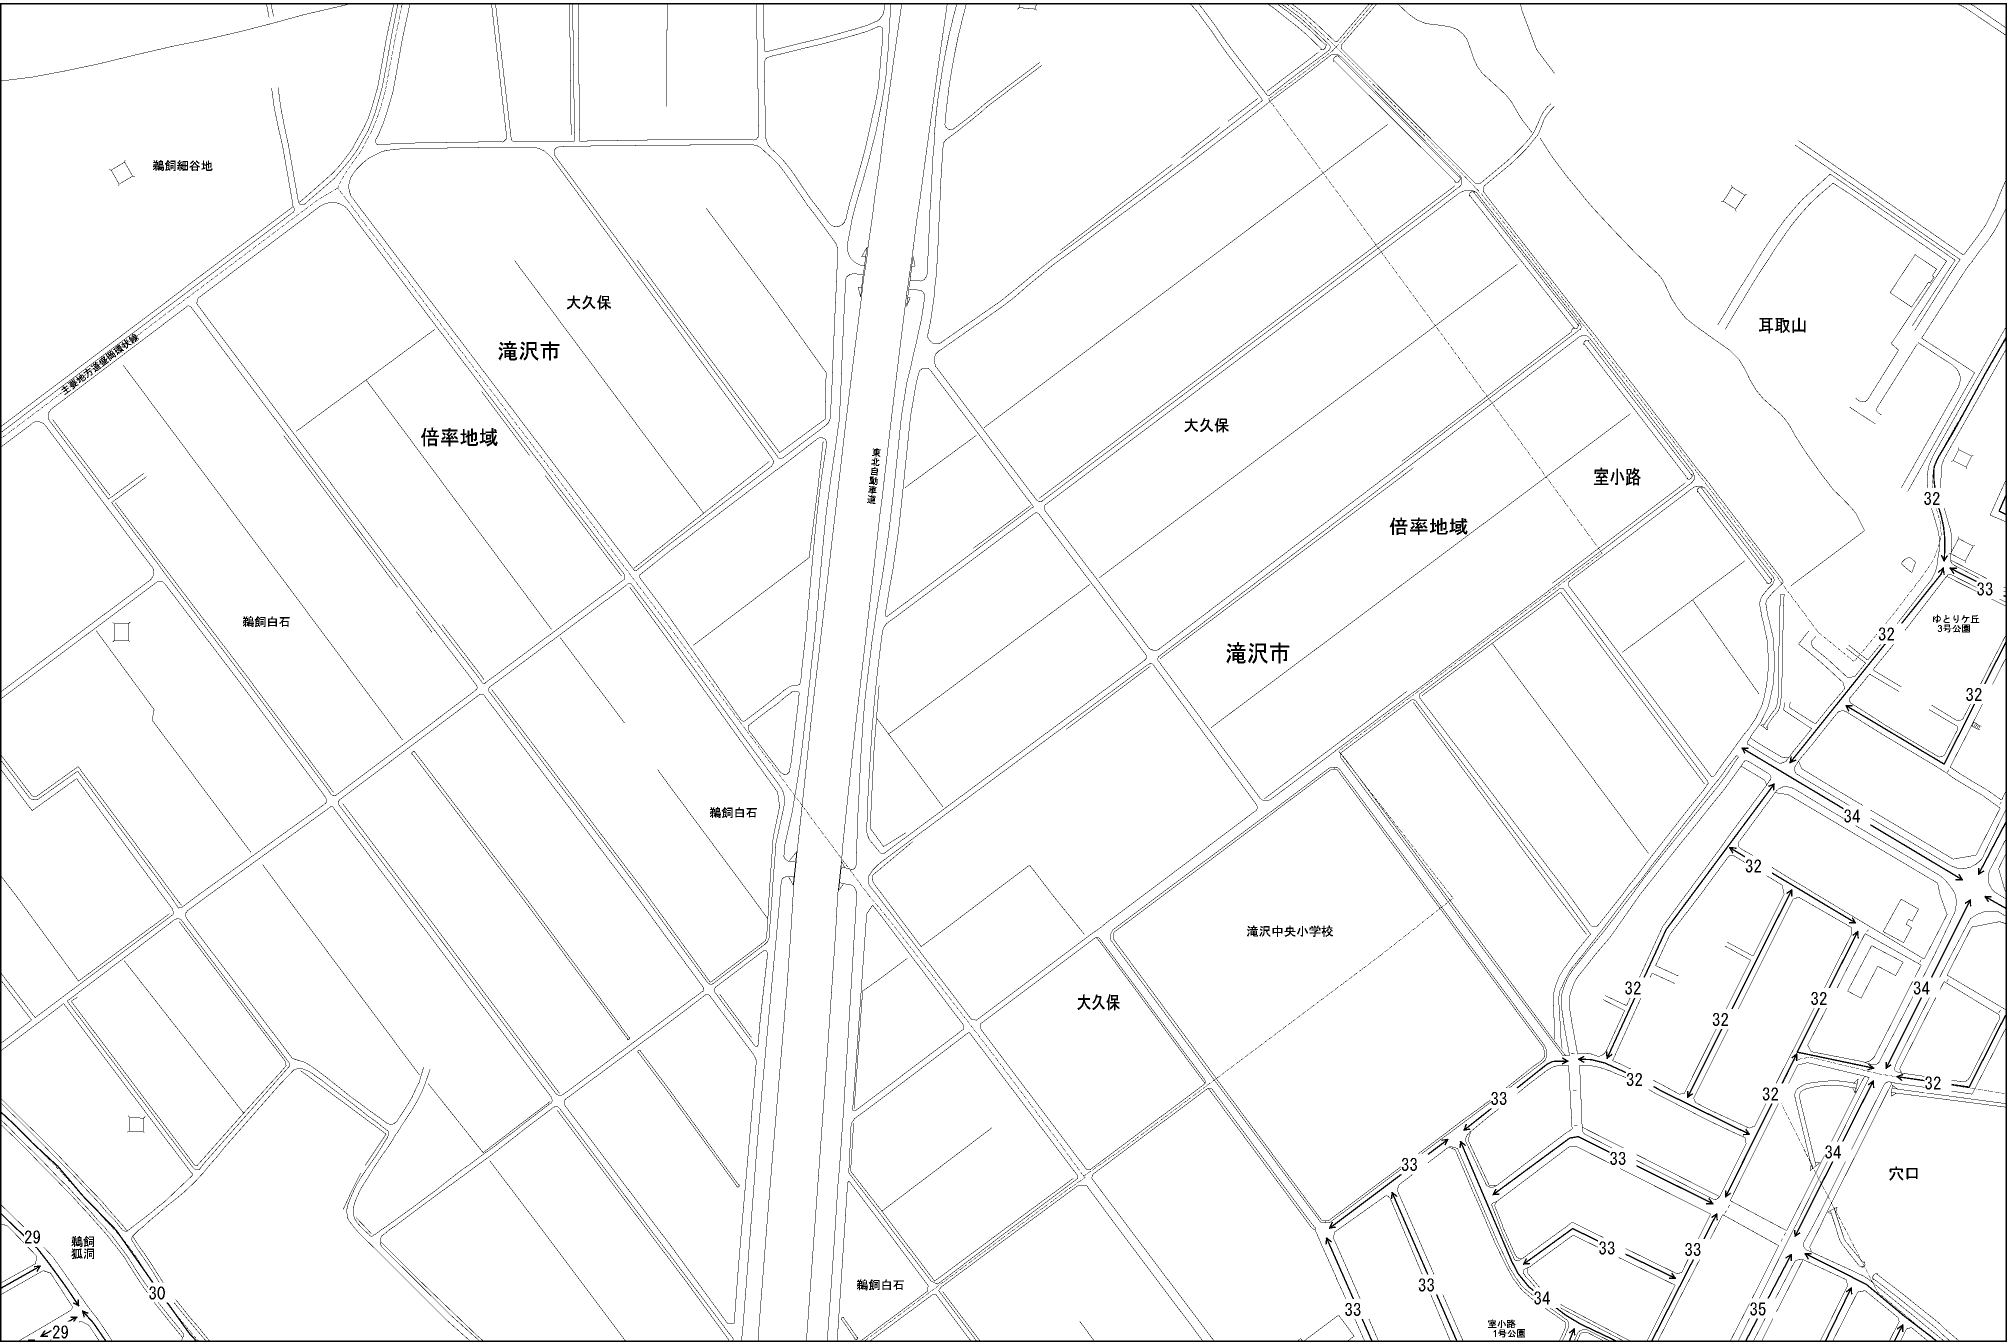 鵜飼細谷地
大久保
滝沢市
耳取山
主要地方道盛岡環状線
倍率地域
大久保
東北自動車道
室小路
32
倍率地域
33
鵜飼白石
ゆとりケ丘
3号公園
32
滝沢市
32
鵜飼白石
34
32
滝沢中央小学校
32
34
32
大久保
32
32
32
32
33
34
33
33
穴口
29
鵜飼
狐洞
33
33
鵜飼白石
33
30
34
33
35
室小路
1号公園
29